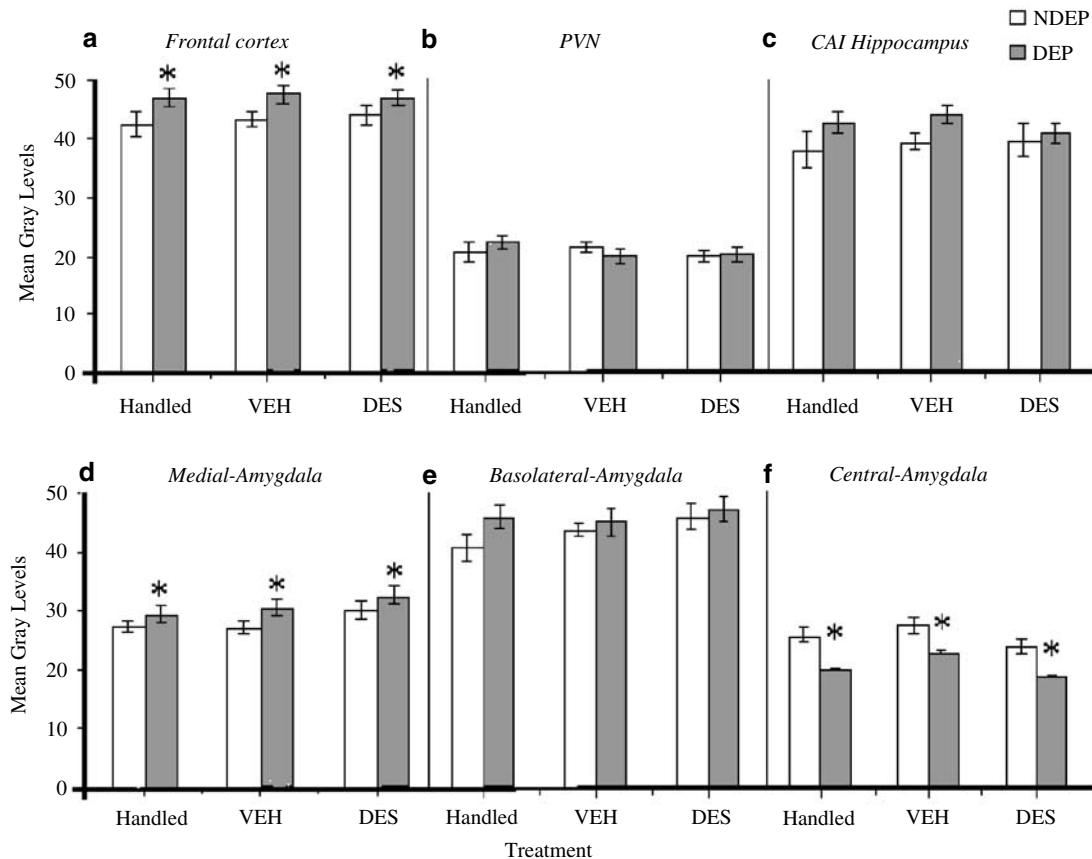 NDEP
DEP
a Frontal cortex b PVN c CAI Hippocampus
* * *
50
40
30
20
10
0
Mean Gray Levels
Handled VEH DES Handled VEH DES Handled VEH DES
d Medial-Amygdala e Basolateral-Amygdala f Central-Amygdala
* * * * * *
50
40
30
20
10
0
Mean Gray Levels
Handled VEH DES Handled VEH DES Handled VEH DES
Treatment